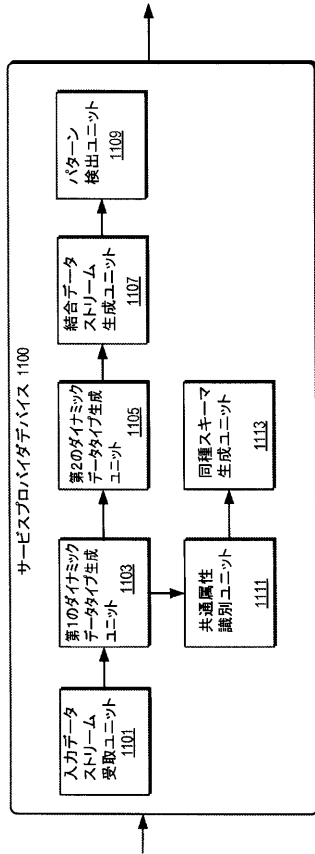 サービスプロバイダデバイス 1100
入力データ
ストリーム
受取ユニット
1101
第1のダイナミック
データタイプ生成
ユニット
1103
第2のダイナミック
データタイプ生成
ユニット
1105
結合データ
ストリーム
生成ユニット
1107
パターン
検出ユニット
1109
共通属性
識別ユニット
1111
同種スキーマ
生成ユニット
1113